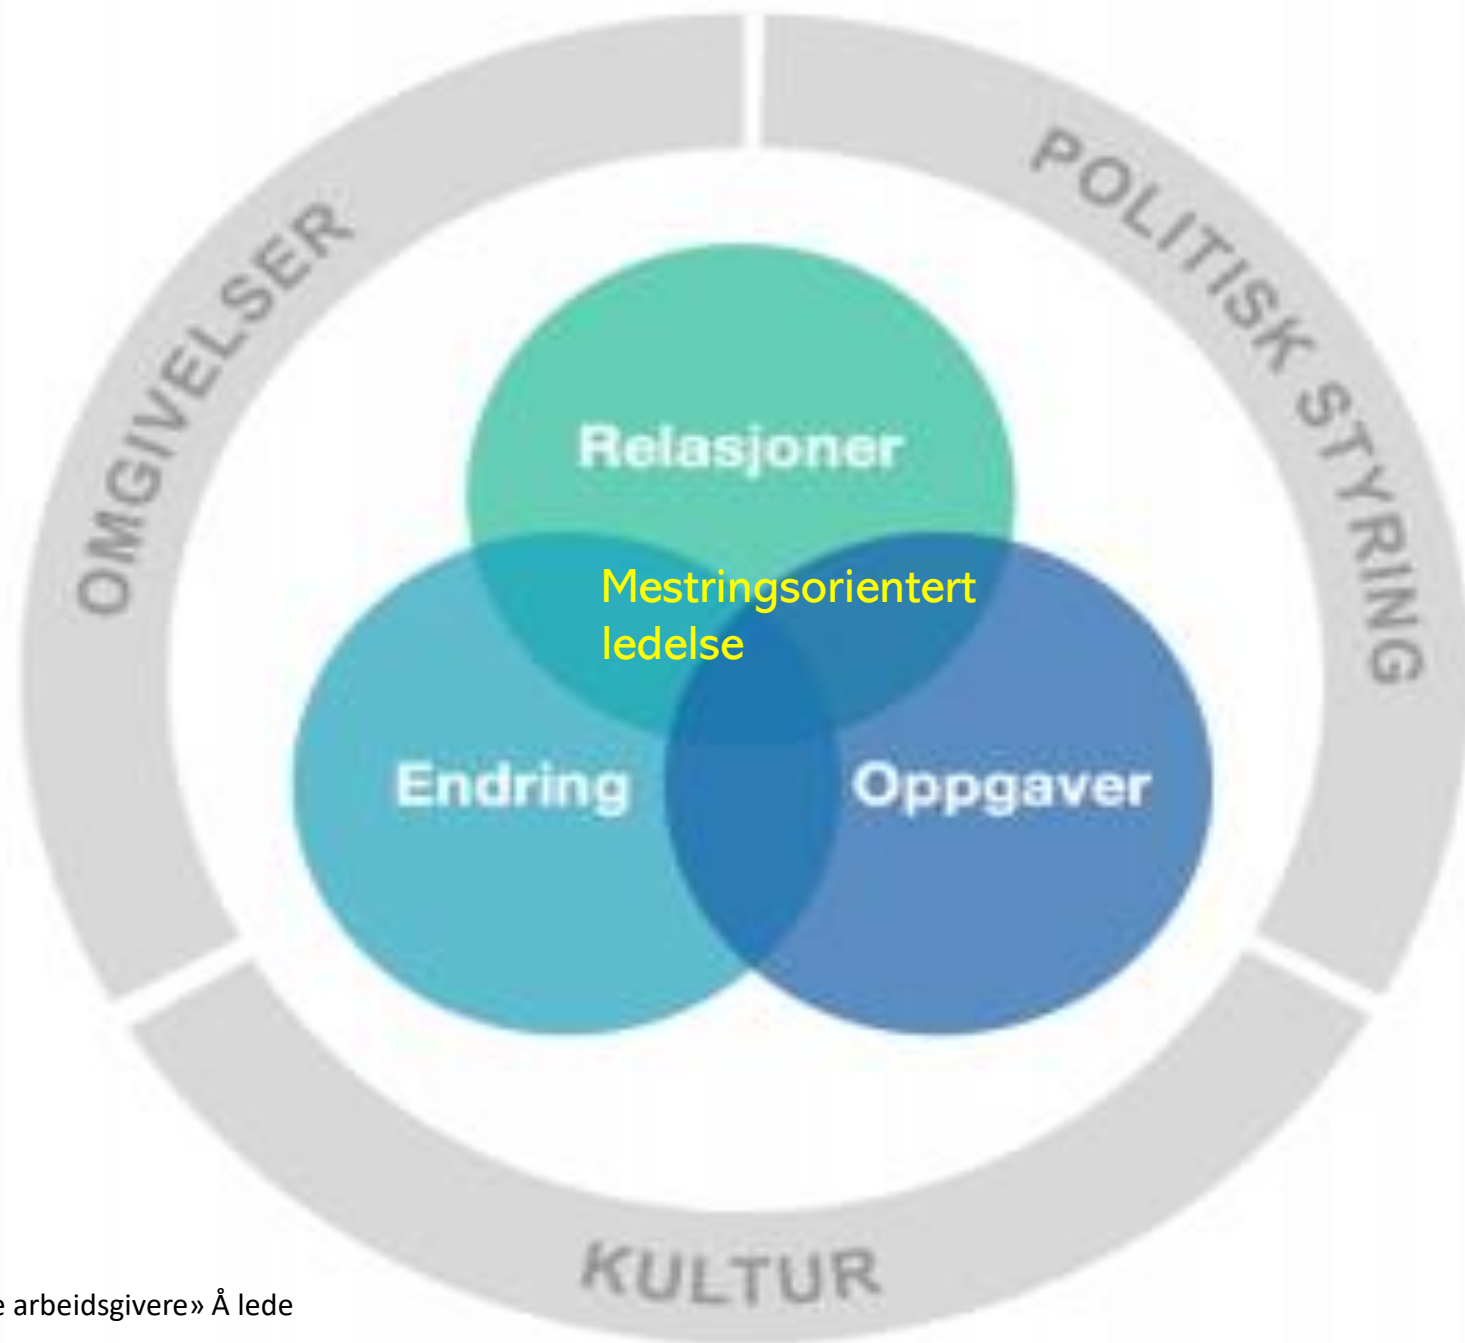 OMGIVELSER
POLITISK STYRING
Relasjoner
Mestringsorientert
ledelse
Endring
Oppgaver
KULTUR
arbeidsgivere» Å lede